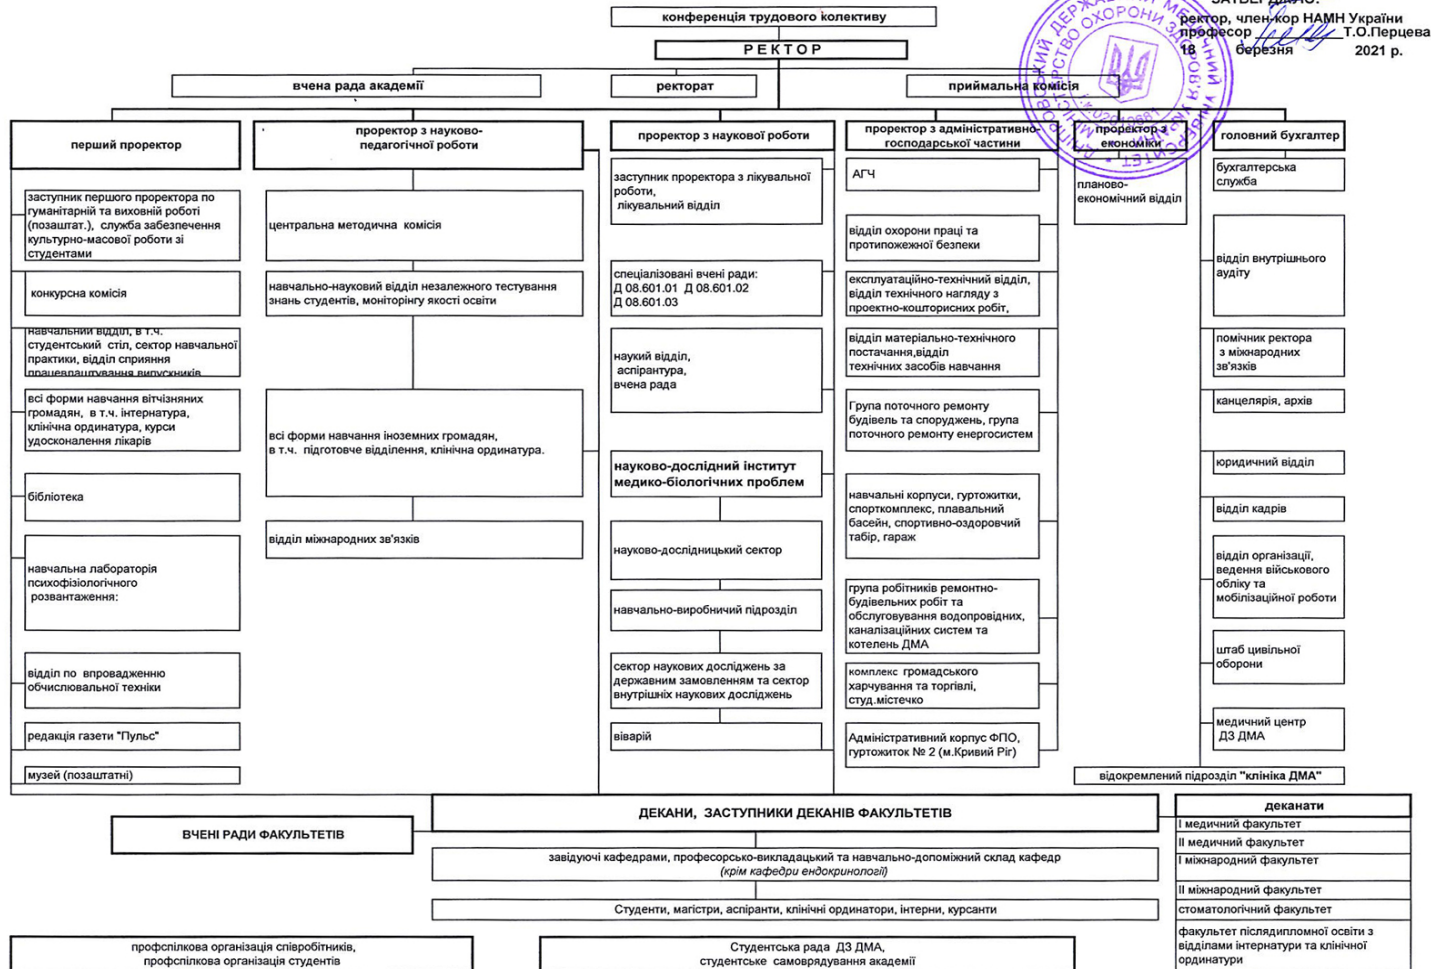 ЗАТВЕРДЖУЮ:
ректор, член-кор НАМН України
професор Т.О.Перцева
18 березня 2021 р.
конференція трудового колективу
РЕКТОР
вчена рада академії
ректорат
приймальна комісія
перший проректор
заступник першого проректора по
гуманітарній та виховній роботі
(позаштат.), служба забезпечення
культурно-масової роботи зі
студентами
конкурсна комісія
навчальний відділ, в т.ч.
студентський стіл, сектор навчальної
практики, відділ сприяння
працевлаштування випускників
всі форми навчання вітчізняних
громадян, в т.ч. інтернатура,
клінічна ординатура, курси
удосконалення лікарів
бібліотека
навчальна лабораторія
психофізіологічного
розвантаження:
відділ по впровадженню
обчислювальної техніки
редакція газети "Пульс"
музей (позаштатні)
проректор з науково-
педагогічної роботи
центральна методична комісія
навчально-науковий відділ незалежного тестування
знань студентів, моніторінгу якості освіти
всі форми навчання іноземних громадян,
в т.ч. підготовче відділення, клінічна ординатура.
відділ міжнародних зв'язків
проректор з наукової роботи
заступник проректора з лікувальної
роботи,
лікувальний відділ
спеціалізовані вчені ради:
Д 08.601.01 Д 08.601.02
Д 08.601.03
наукий відділ,
аспірантура,
вчена рада
науково-дослідний інститут
медико-біологічних проблем
науково-дослідницький сектор
навчально-виробничий підрозділ
сектор наукових досліджень за
державним замовленням та сектор
внутрішніх наукових досліджень
віварій
проректор з адміністративно-
господарської частини
АГЧ
відділ охорони праці та
протипожежної безпеки
експлуатаційно-технічний відділ,
відділ технічного нагляду з
проектно-кошторисних робіт,
відділ матеріально-технічного
постачання,відділ
технічних засобів навчання
Група поточного ремонту
будівель та споруджень, група
поточного ремонту енергосистем
навчальні корпуси, гуртожитки,
спорткомплекс, плавальний
басейн, спортивно-оздоровчий
табір, гараж
група робітників ремонтно-
будівельних робіт та
обслуговування водопровідних,
каналізаційних систем та
котелень ДМА
комплекс громадського
харчування та торгівлі,
студ.містечко
Адміністративний корпус ФПО,
гуртожиток № 2 (м.Кривий Ріг)
проректор з
економіки
планово-
економічний відділ
головний бухгалтер
бухгалтерська
служба
відділ внутрішнього
аудіту
помічник ректора
з міжнародних
зв'язків
канцелярія, архів
юридичний відділ
відділ кадрів
відділ організації,
ведення військового
обліку та
мобілізаційної роботи
штаб цивільної
оборони
медичний центр
ДЗ ДМА
відокремлений підрозділ "клініка ДМА"
ВЧЕНІ РАДИ ФАКУЛЬТЕТІВ
ДЕКАНИ, ЗАСТУПНИКИ ДЕКАНІВ ФАКУЛЬТЕТІВ
завідуючі кафедрами, професорсько-викладацький та навчально-допоміжний склад кафедр
(крім кафедри ендокринології)
Студенти, магістри, аспіранти, клінічні ординатори, інтерни, курсанти
деканати
І медичний факультет
ІІ медичний факультет
І міжнародний факультет
ІІ міжнародний факультет
стоматологічний факультет
факультет післядипломної освіти з
відділами інтернатури та клінічної
ординатури
профспілкова організація співробітників,
профспілкова організація студентів
Студентська рада ДЗ ДМА,
студентське самоврядування академії